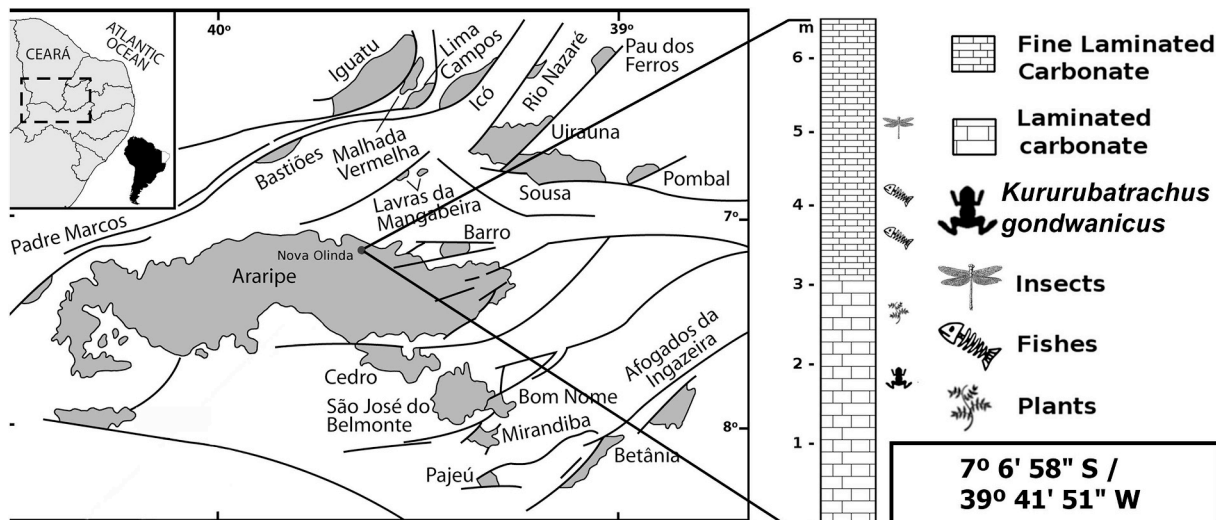 40º
39º
ATLANTIC
OCEAN
CEARÁ
Iguatu
Lima
Campos
Icó
Rio Nazaré
Pau dos
Ferros
Malhada
Vermelha
Bastiões
Uirauna
Sousa
Pombal
Lavras da
Mangabeira
Padre Marcos
7º
Barro
Nova Olinda
Araripe
Cedro
São José do
Belmonte
Bom Nome
Mirandiba
Afogados da
Ingazeira
8º
Pajeú
Betânia
m
6 -
5 -
4 -
3 -
2 -
1 -
Fine Laminated
Carbonate
Laminated
carbonate
Kururubatrachus
gondwanicus
Insects
Fishes
Plants
7º 6' 58" S /
39º 41' 51" W